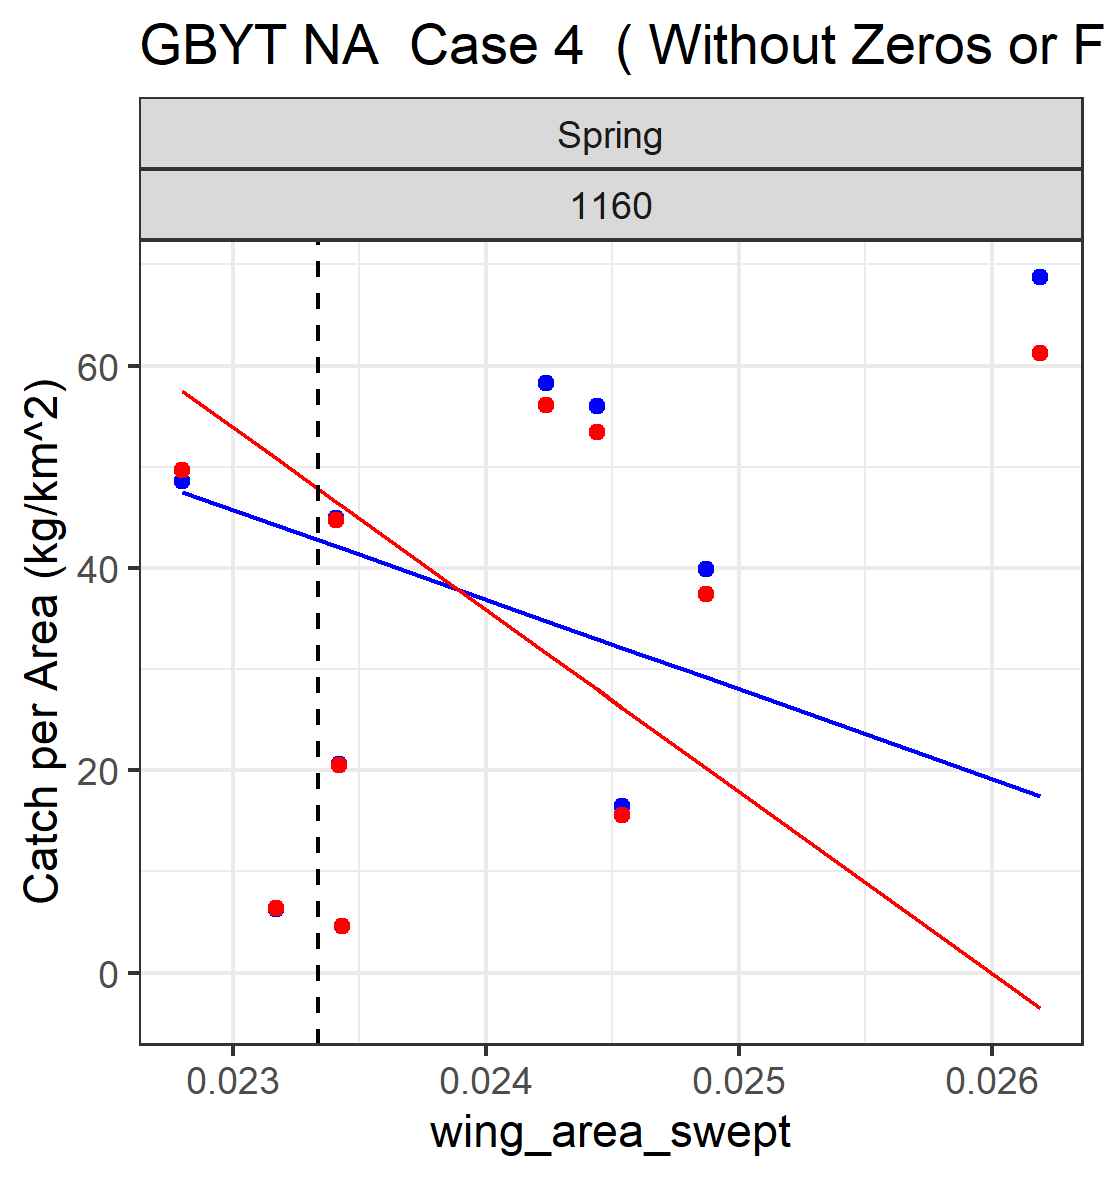 GBYT NA  Case 4  ( Without Zeros or F
Spring
1160
Catch per Area (kg/km^2)
60
40
20
0
0.023
0.024
0.025
0.026
wing_area_swept